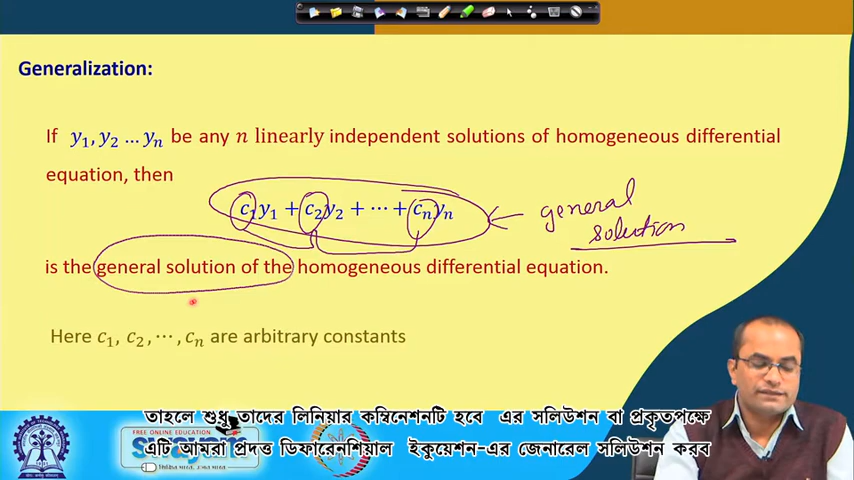 Generalization:
If y₁, y₂ … yₙ be any n linearly independent solutions of homogeneous differential
equation, then
c₁y₁ + c₂y₂ + ⋯ + cₙyₙ
general
solution
is the general solution of the homogeneous differential equation.
Here c₁, c₂, ⋯, cₙ are arbitrary constants
তাহলে শুধু তাদের লিনিয়ার কম্বিনেশনটি হবে এর সলিউশন বা প্রকৃতপক্ষে
FREE ONLINE EDUCATION
swayam
এটি আমরা প্রদত্ত ডিফারেনশিয়াল ইকুয়েশন-এর জেনারেল সলিউশন করব